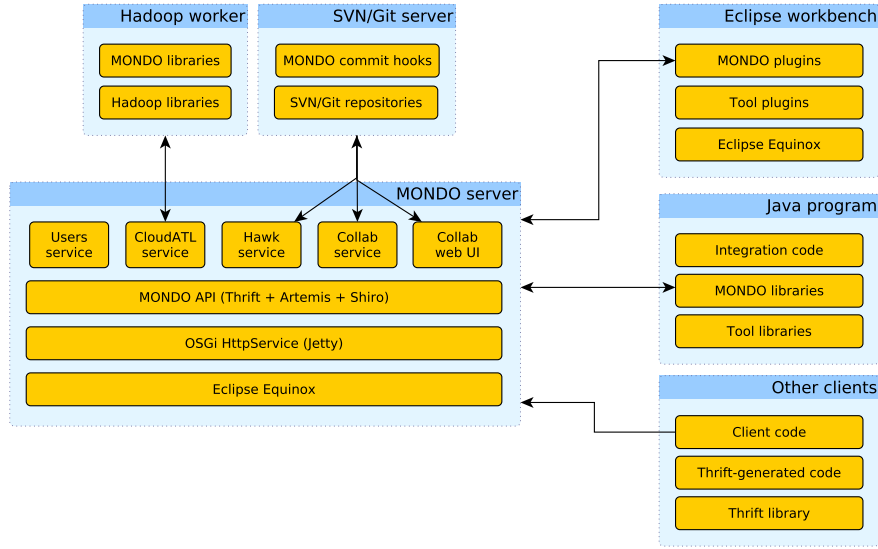 Hadoop worker
MONDO libraries
Hadoop libraries
SVN/Git server
MONDO commit hooks
SVN/Git repositories
MONDO server
Users
service
CloudATL
service
Hawk
service
Collab
service
Collab
web UI
MONDO API (Thrift + Artemis + Shiro)
OSGi HttpService (Jetty)
Eclipse Equinox
Eclipse workbench
MONDO plugins
Tool plugins
Eclipse Equinox
Java program
Integration code
MONDO libraries
Tool libraries
Other clients
Client code
Thrift-generated code
Thrift library